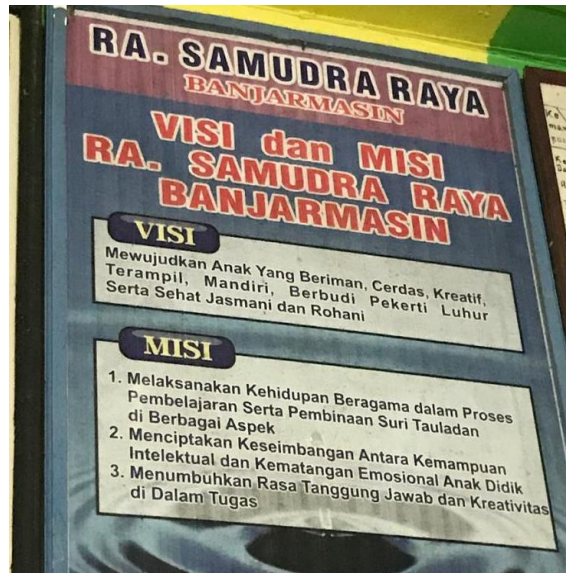 RA. SAMUDRA RAYA
BANJARMASIN
VISI dan MISI
RA. SAMUDRA RAYA
BANJARMASIN
VISI
Mewujudkan Anak Yang Beriman, Cerdas, Kreatif,
Terampil, Mandiri, Berbudi Pekerti Luhur
Serta Sehat Jasmani dan Rohani
MISI
1. Melaksanakan Kehidupan Beragama dalam Proses
Pembelajaran Serta Pembinaan Suri Tauladan
di Berbagai Aspek
2. Menciptakan Keseimbangan Antara Kemampuan
Intelektual dan Kematangan Emosional Anak Didik
3. Menumbuhkan Rasa Tanggung Jawab dan Kreativitas
di Dalam Tugas